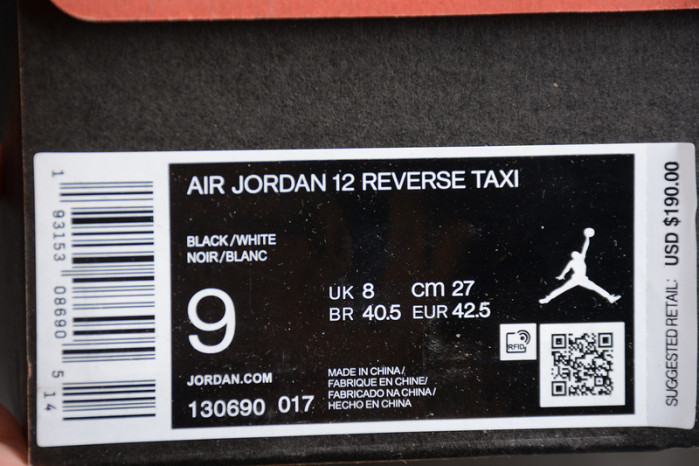 AIR JORDAN 12 REVERSE TAXI
BLACK/WHITE
NOIR/BLANC
9
UK 8 cm 27
BR 40.5 EUR 42.5
RFID
JORDAN.COM
130690 017
MADE IN CHINA/
FABRIQUE EN CHINE/
FABRICADO NA CHINA/
HECHO EN CHINA
1 93153 08690 5 14
SUGGESTED RETAIL: USD $190.00